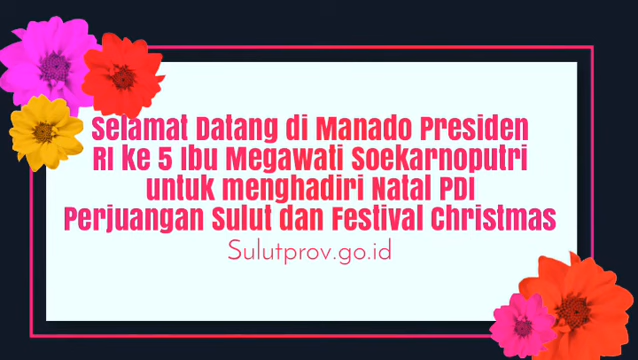 Selamat Datang di Manado Presiden
RI ke 5 Ibu Megawati Soekarnoputri
untuk menghadiri Natal PDI
Perjuangan Sulut dan Festival Christmas
Sulutprov.go.id